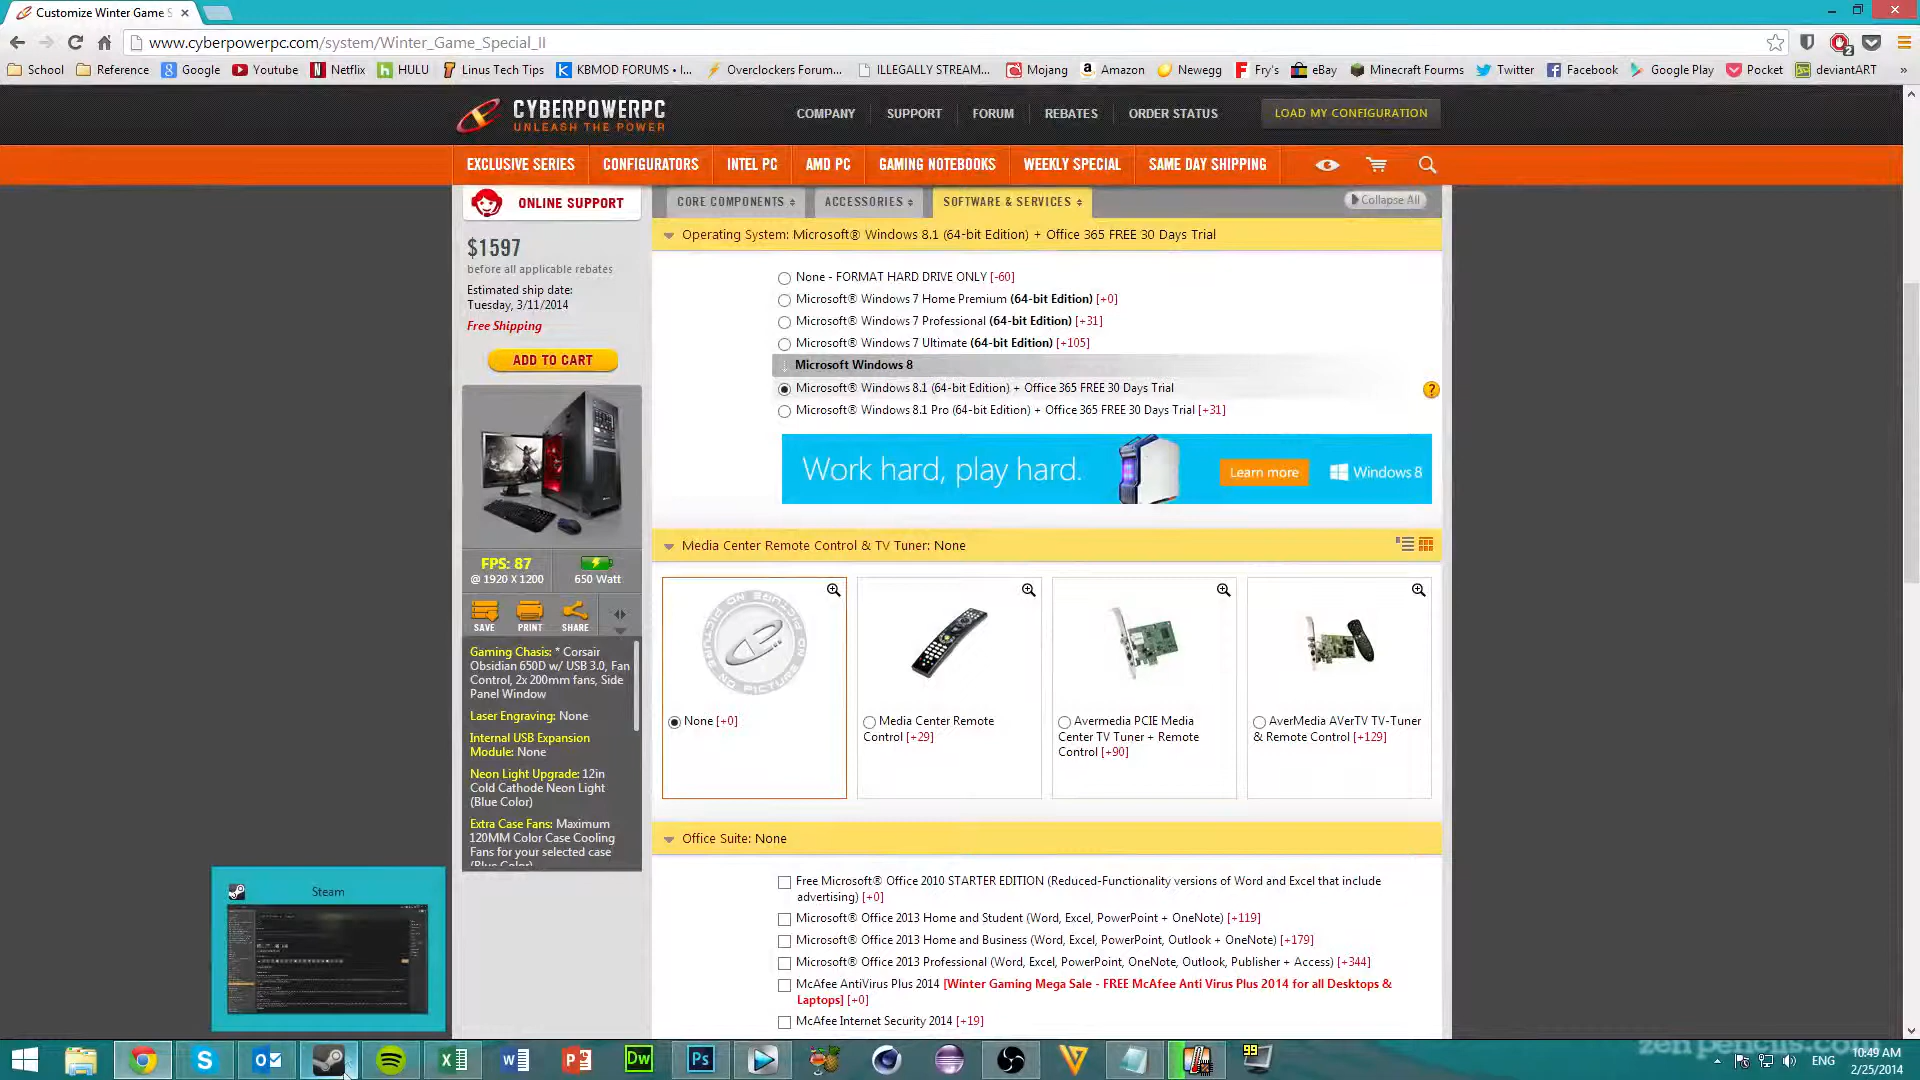 Customize Winter Game S
www.cyberpowerpc.com/system/Winter_Game_Special_II
School Reference Google Youtube Netflix HULU Linus Tech Tips KBMOD FORUMS • I... Overclockers Forum... ILLEGALLY STREAM... Mojang Amazon Newegg Fry's eBay Minecraft Fourms Twitter Facebook Google Play Pocket deviantART »
CYBERPOWERPC
UNLEASH THE POWER
COMPANY SUPPORT FORUM REBATES ORDER STATUS LOAD MY CONFIGURATION
EXCLUSIVE SERIES CONFIGURATORS INTEL PC AMD PC GAMING NOTEBOOKS WEEKLY SPECIAL SAME DAY SHIPPING
ONLINE SUPPORT
$1597
before all applicable rebates
Estimated ship date:
Tuesday, 3/11/2014
Free Shipping
ADD TO CART
FPS: 87
@ 1920 X 1200
650 Watt
SAVE PRINT SHARE
Gaming Chasis: * Corsair
Obsidian 650D w/ USB 3.0, Fan
Control, 2x 200mm fans, Side
Panel Window
Laser Engraving: None
Internal USB Expansion
Module: None
Neon Light Upgrade: 12in
Cold Cathode Neon Light
(Blue Color)
Extra Case Fans: Maximum
120MM Color Case Cooling
Fans for your selected case
(Blue Color)
CORE COMPONENTS ACCESSORIES SOFTWARE & SERVICES Collapse All
Operating System: Microsoft® Windows 8.1 (64-bit Edition) + Office 365 FREE 30 Days Trial
None - FORMAT HARD DRIVE ONLY [-60]
Microsoft® Windows 7 Home Premium (64-bit Edition) [+0]
Microsoft® Windows 7 Professional (64-bit Edition) [+31]
Microsoft® Windows 7 Ultimate (64-bit Edition) [+105]
Microsoft Windows 8
Microsoft® Windows 8.1 (64-bit Edition) + Office 365 FREE 30 Days Trial
?
Microsoft® Windows 8.1 Pro (64-bit Edition) + Office 365 FREE 30 Days Trial [+31]
Work hard, play hard. Learn more Windows 8
Media Center Remote Control & TV Tuner: None
NO PICTURE NO PICTURE
None [+0]
Media Center Remote
Control [+29]
Avermedia PCIE Media
Center TV Tuner + Remote
Control [+90]
AverMedia AVerTV TV-Tuner
& Remote Control [+129]
Office Suite: None
Free Microsoft® Office 2010 STARTER EDITION (Reduced-Functionality versions of Word and Excel that include
advertising) [+0]
Microsoft® Office 2013 Home and Student (Word, Excel, PowerPoint + OneNote) [+119]
Microsoft® Office 2013 Home and Business (Word, Excel, PowerPoint, Outlook + OneNote) [+179]
Microsoft® Office 2013 Professional (Word, Excel, PowerPoint, OneNote, Outlook, Publisher + Access) [+344]
McAfee AntiVirus Plus 2014 [Winter Gaming Mega Sale - FREE McAfee Anti Virus Plus 2014 for all Desktops &
Laptops] [+0]
McAfee Internet Security 2014 [+19]
Steam
Dw
Ps
99
zen pencils.com
ENG
10:49 AM
2/25/2014